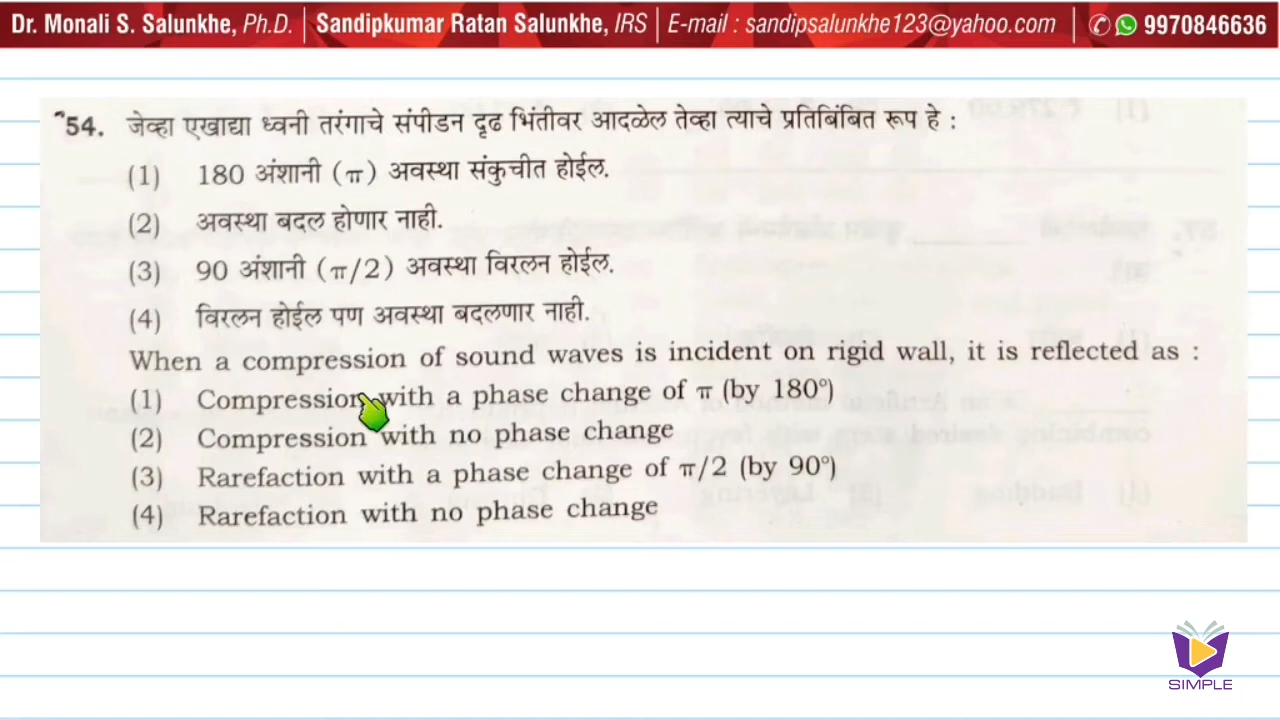 Dr. Monali S. Salunkhe, Ph.D. | Sandipkumar Ratan Salunkhe, IRS | E-mail : sandipsalunkhe123@yahoo.com | 9970846636
54. जेव्हा एखाद्या ध्वनी तरंगाचे संपीडन दृढ भिंतीवर आदळेल तेव्हा त्याचे प्रतिबिंबित रूप हे :
(1) 180 अंशानी (π) अवस्था संकुचीत होईल.
(2) अवस्था बदल होणार नाही.
(3) 90 अंशानी (π/2) अवस्था विरलन होईल.
(4) विरलन होईल पण अवस्था बदलणार नाही.
When a compression of sound waves is incident on rigid wall, it is reflected as :
(1) Compression with a phase change of π (by 180°)
(2) Compression with no phase change
(3) Rarefaction with a phase change of π/2 (by 90°)
(4) Rarefaction with no phase change
SIMPLE